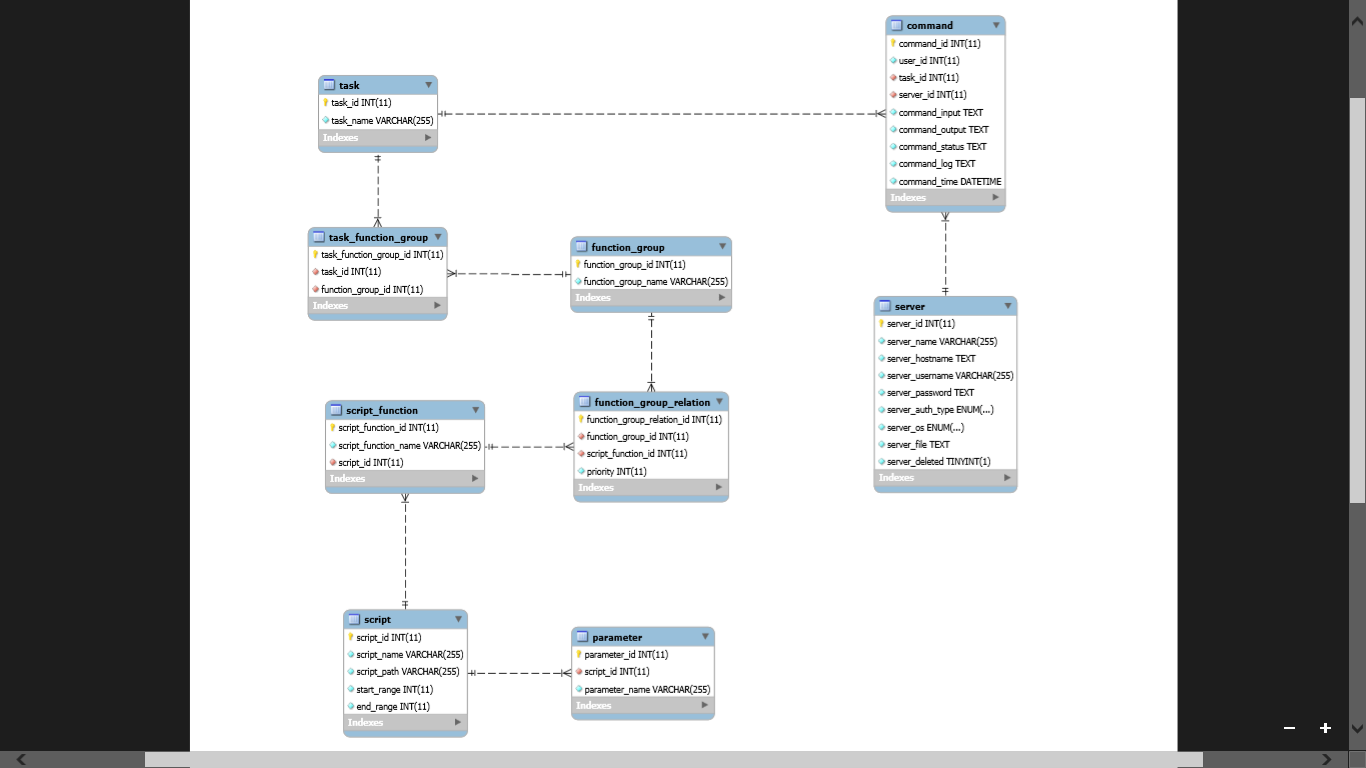 command
command_id INT(11)
user_id INT(11)
task_id INT(11)
server_id INT(11)
command_input TEXT
command_output TEXT
command_status TEXT
command_log TEXT
command_time DATETIME
Indexes
task
task_id INT(11)
task_name VARCHAR(255)
Indexes
task_function_group
task_function_group_id INT(11)
task_id INT(11)
function_group_id INT(11)
Indexes
function_group
function_group_id INT(11)
function_group_name VARCHAR(255)
Indexes
server
server_id INT(11)
server_name VARCHAR(255)
server_hostname TEXT
server_username VARCHAR(255)
server_password TEXT
server_auth_type ENUM(...)
server_os ENUM(...)
server_file TEXT
server_deleted TINYINT(1)
Indexes
script_function
script_function_id INT(11)
script_function_name VARCHAR(255)
script_id INT(11)
Indexes
function_group_relation
function_group_relation_id INT(11)
function_group_id INT(11)
script_function_id INT(11)
priority INT(11)
Indexes
script
script_id INT(11)
script_name VARCHAR(255)
script_path VARCHAR(255)
start_range INT(11)
end_range INT(11)
Indexes
parameter
parameter_id INT(11)
script_id INT(11)
parameter_name VARCHAR(255)
Indexes